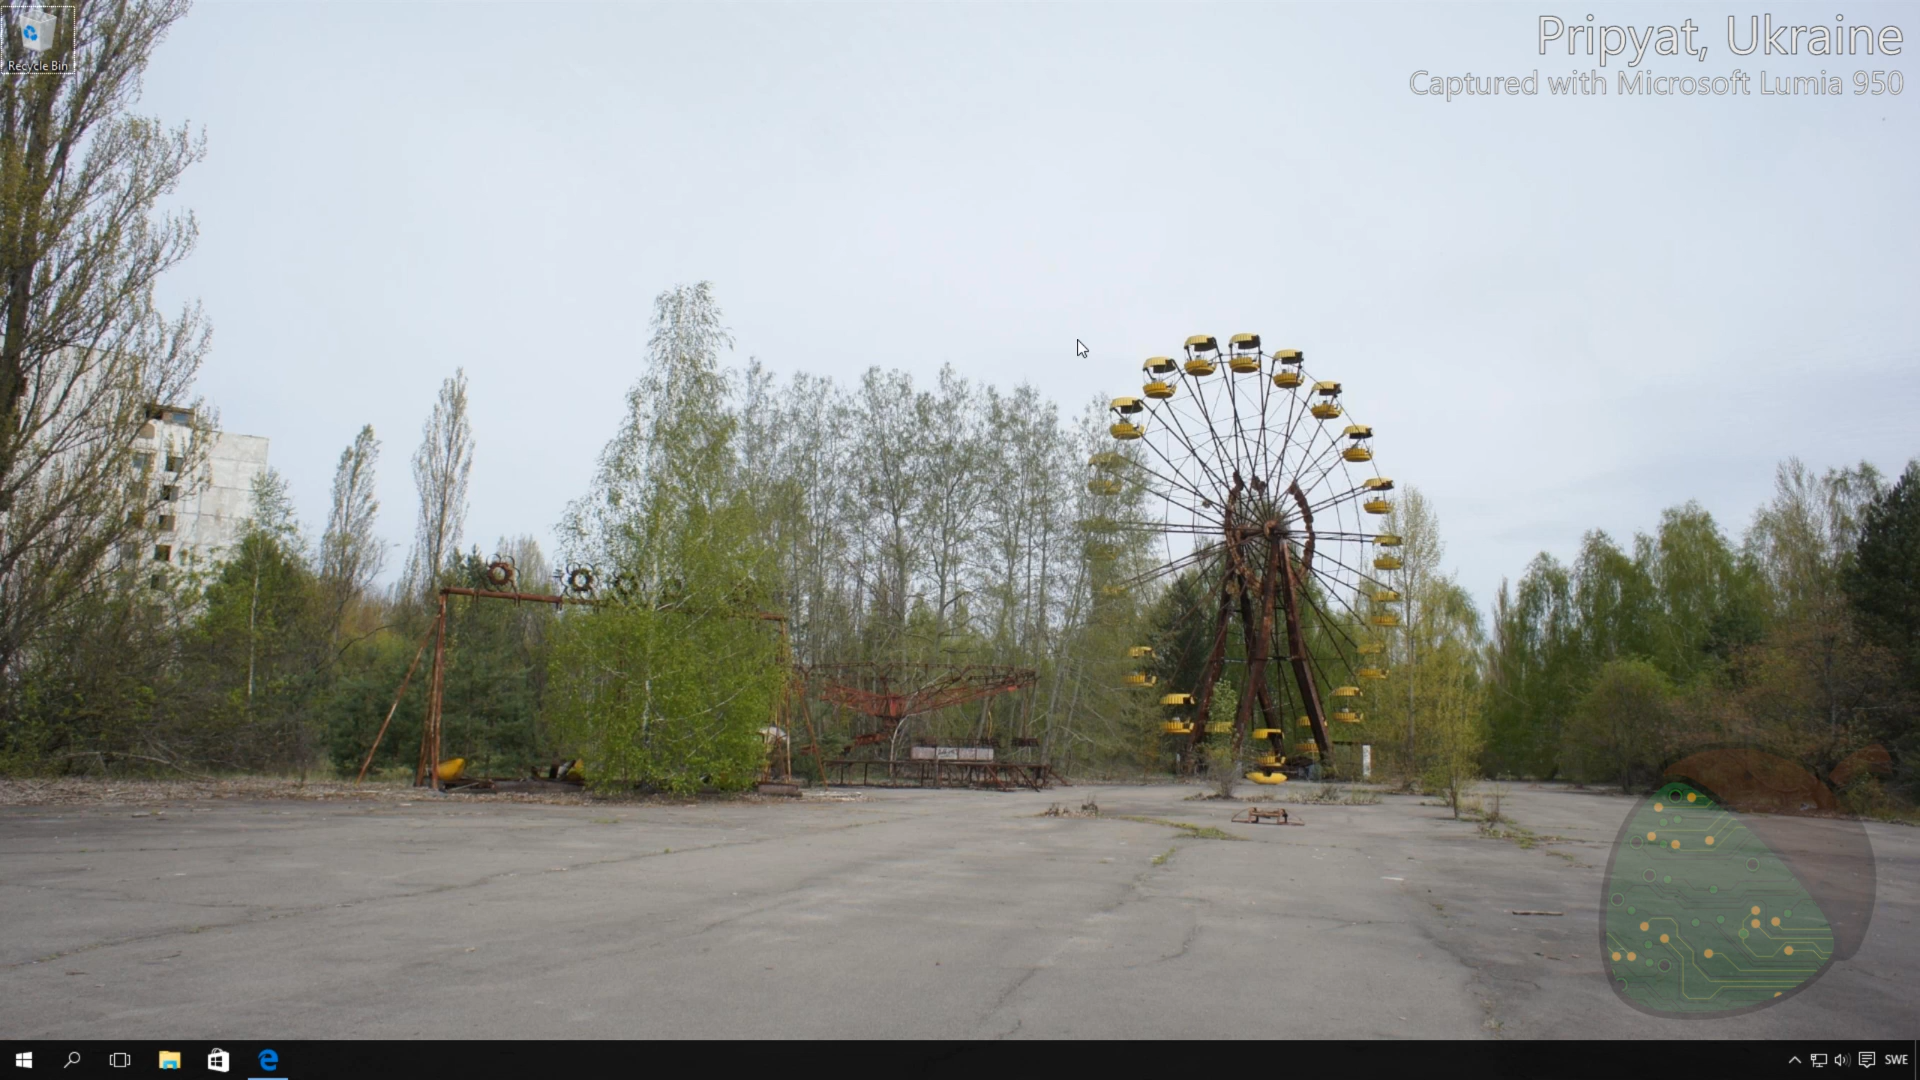 Recycle Bin
Pripyat, Ukraine
Captured with Microsoft Lumia 950
SWE